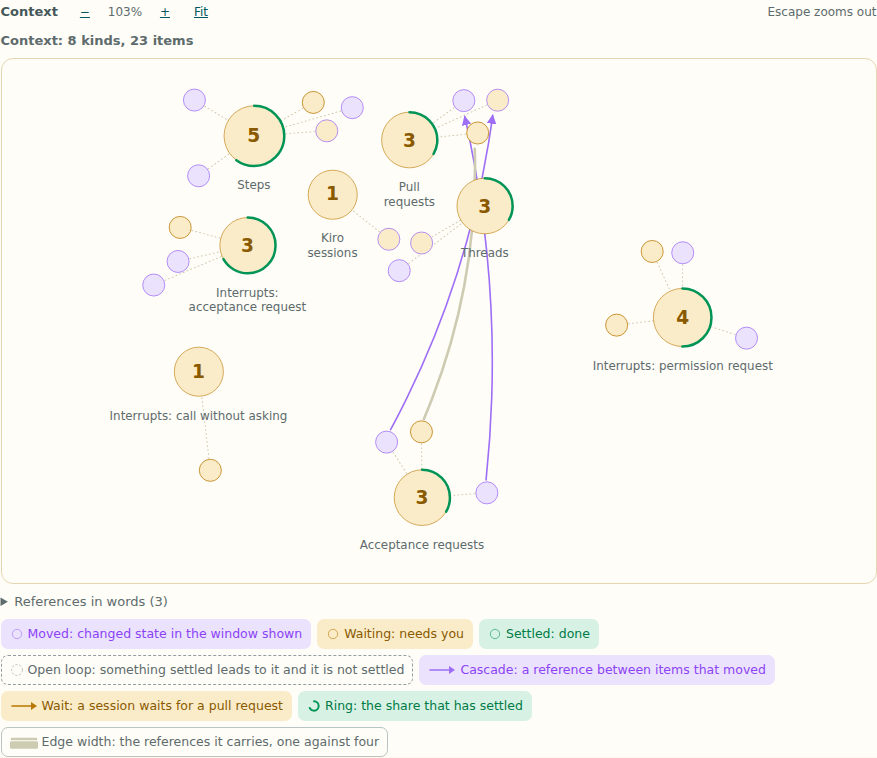 Context − 103% + Fit Escape zooms out
Context: 8 kinds, 23 items
5
Steps
3
Pull
requests
1
Kiro
sessions
3
Threads
3
Interrupts:
acceptance request
4
Interrupts: permission request
1
Interrupts: call without asking
3
Acceptance requests
References in words (3)
Moved: changed state in the window shown
Waiting: needs you
Settled: done
Open loop: something settled leads to it and it is not settled
Cascade: a reference between items that moved
Wait: a session waits for a pull request
Ring: the share that has settled
Edge width: the references it carries, one against four